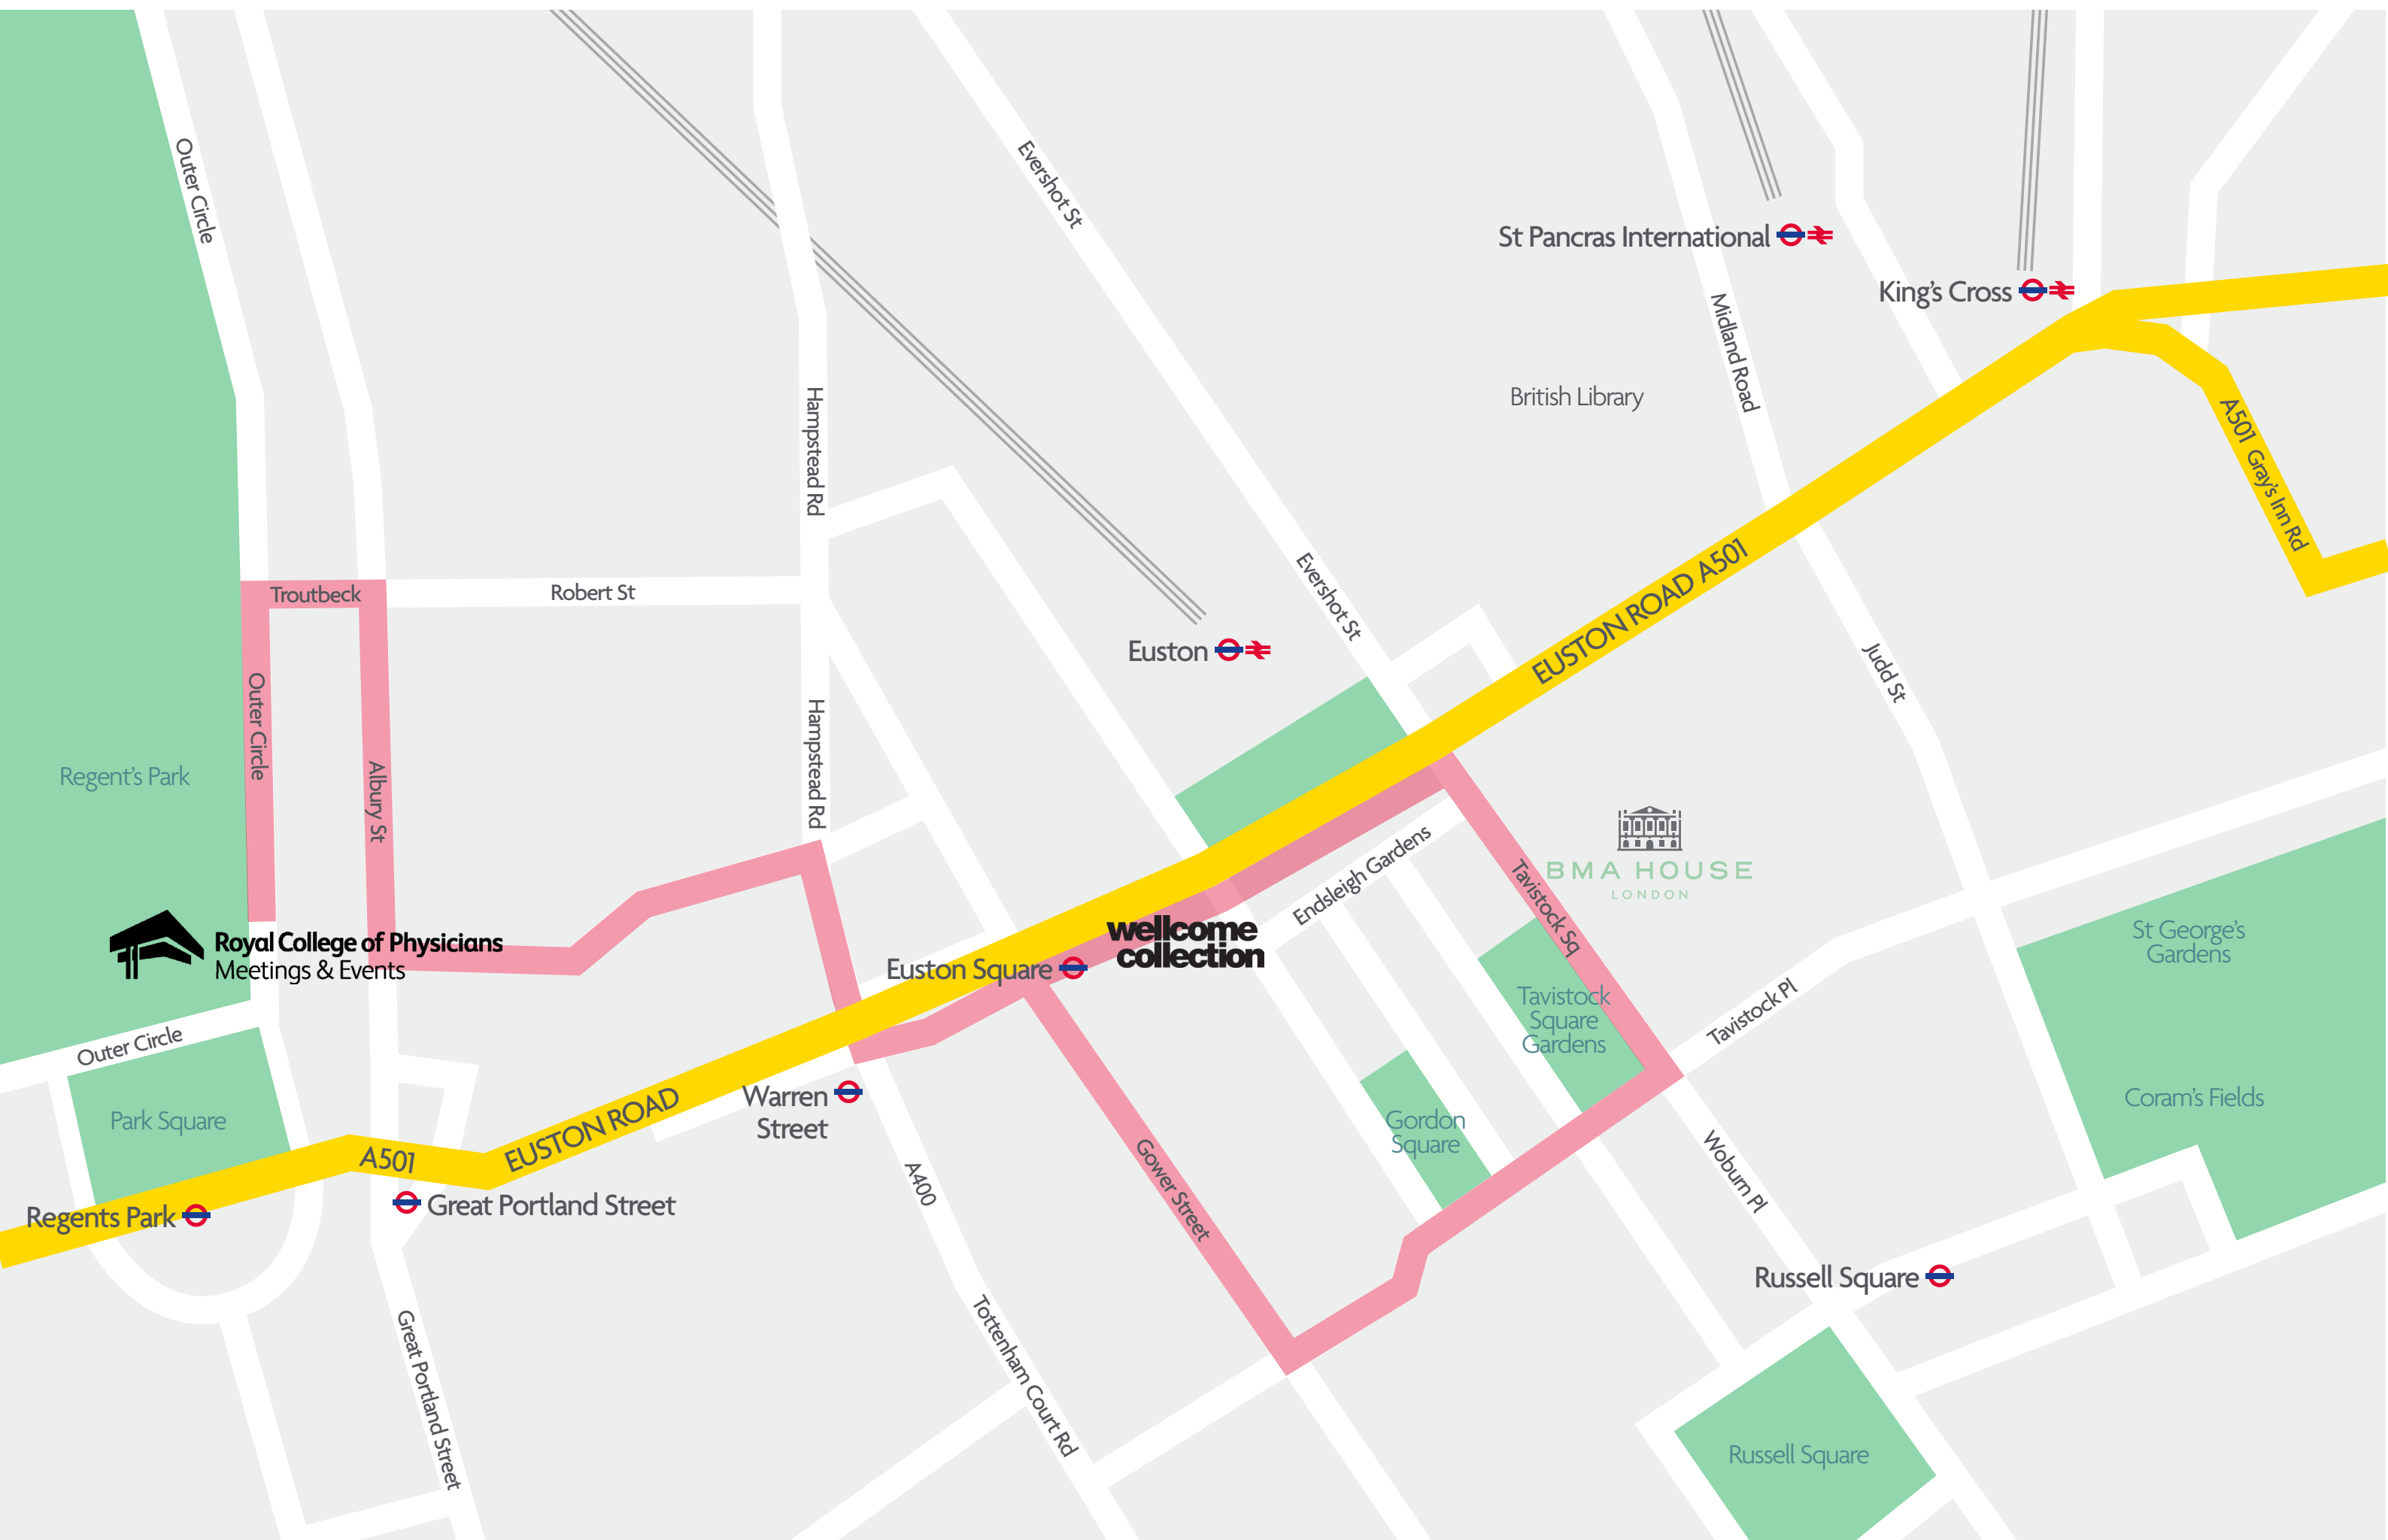 Outer Circle
Evershot St
St Pancras International
King's Cross
Midland Road
British Library
Hampstead Rd
A501 Gray's Inn Rd
Evershot St
EUSTON ROAD A501
Troutbeck
Robert St
Euston
Judd St
Outer Circle
Regent's Park
Albury St
Hampstead Rd
Endsleigh Gardens
Tavistock Sq
BMA HOUSE
LONDON
Royal College of Physicians
Meetings & Events
wellcome
collection
Euston Square
St George's
Gardens
Tavistock
Square
Gardens
Tavistock Pl
Outer Circle
Park Square
Warren
Street
EUSTON ROAD
A501
Gordon
Square
Coram's Fields
Gower Street
Woburn Pl
A400
Regents Park
Great Portland Street
Russell Square
Great Portland Street
Tottenham Court Rd
Russell Square